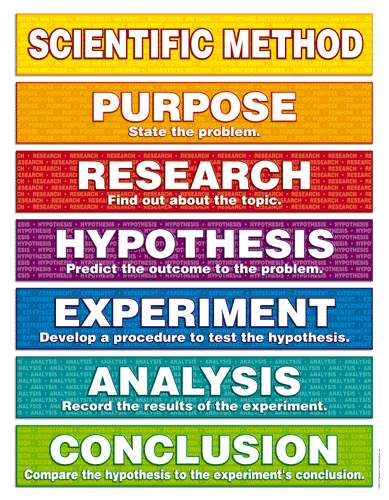 SCIENTIFIC METHOD
PURPOSE
State the problem.
RESEARCH
Find out about the topic.
HYPOTHESIS
Predict the outcome to the problem.
EXPERIMENT
Develop a procedure to test the hypothesis.
ANALYSIS
Record the results of the experiment.
CONCLUSION
Compare the hypothesis to the experiment's conclusion.